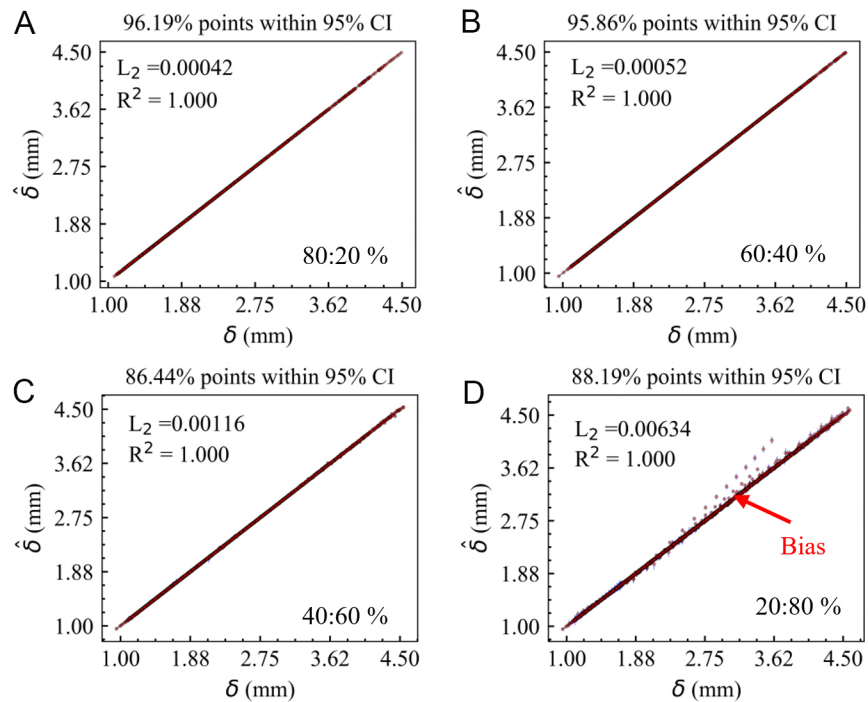 A
96.19% points within 95% CI
L2 =0.00042
R2 = 1.000
80:20 %
4.50
3.62
2.75
1.88
1.00
δ̂ (mm)
1.00 1.88 2.75 3.62 4.50
δ (mm)
B
95.86% points within 95% CI
L2 =0.00052
R2 = 1.000
60:40 %
4.50
3.62
2.75
1.88
1.00
δ̂ (mm)
1.00 1.88 2.75 3.62 4.50
δ (mm)
C
86.44% points within 95% CI
L2 =0.00116
R2 = 1.000
40:60 %
4.50
3.62
2.75
1.88
1.00
δ̂ (mm)
1.00 1.88 2.75 3.62 4.50
δ (mm)
D
88.19% points within 95% CI
L2 =0.00634
R2 = 1.000
Bias
20:80 %
4.50
3.62
2.75
1.88
1.00
δ̂ (mm)
1.00 1.88 2.75 3.62 4.50
δ (mm)